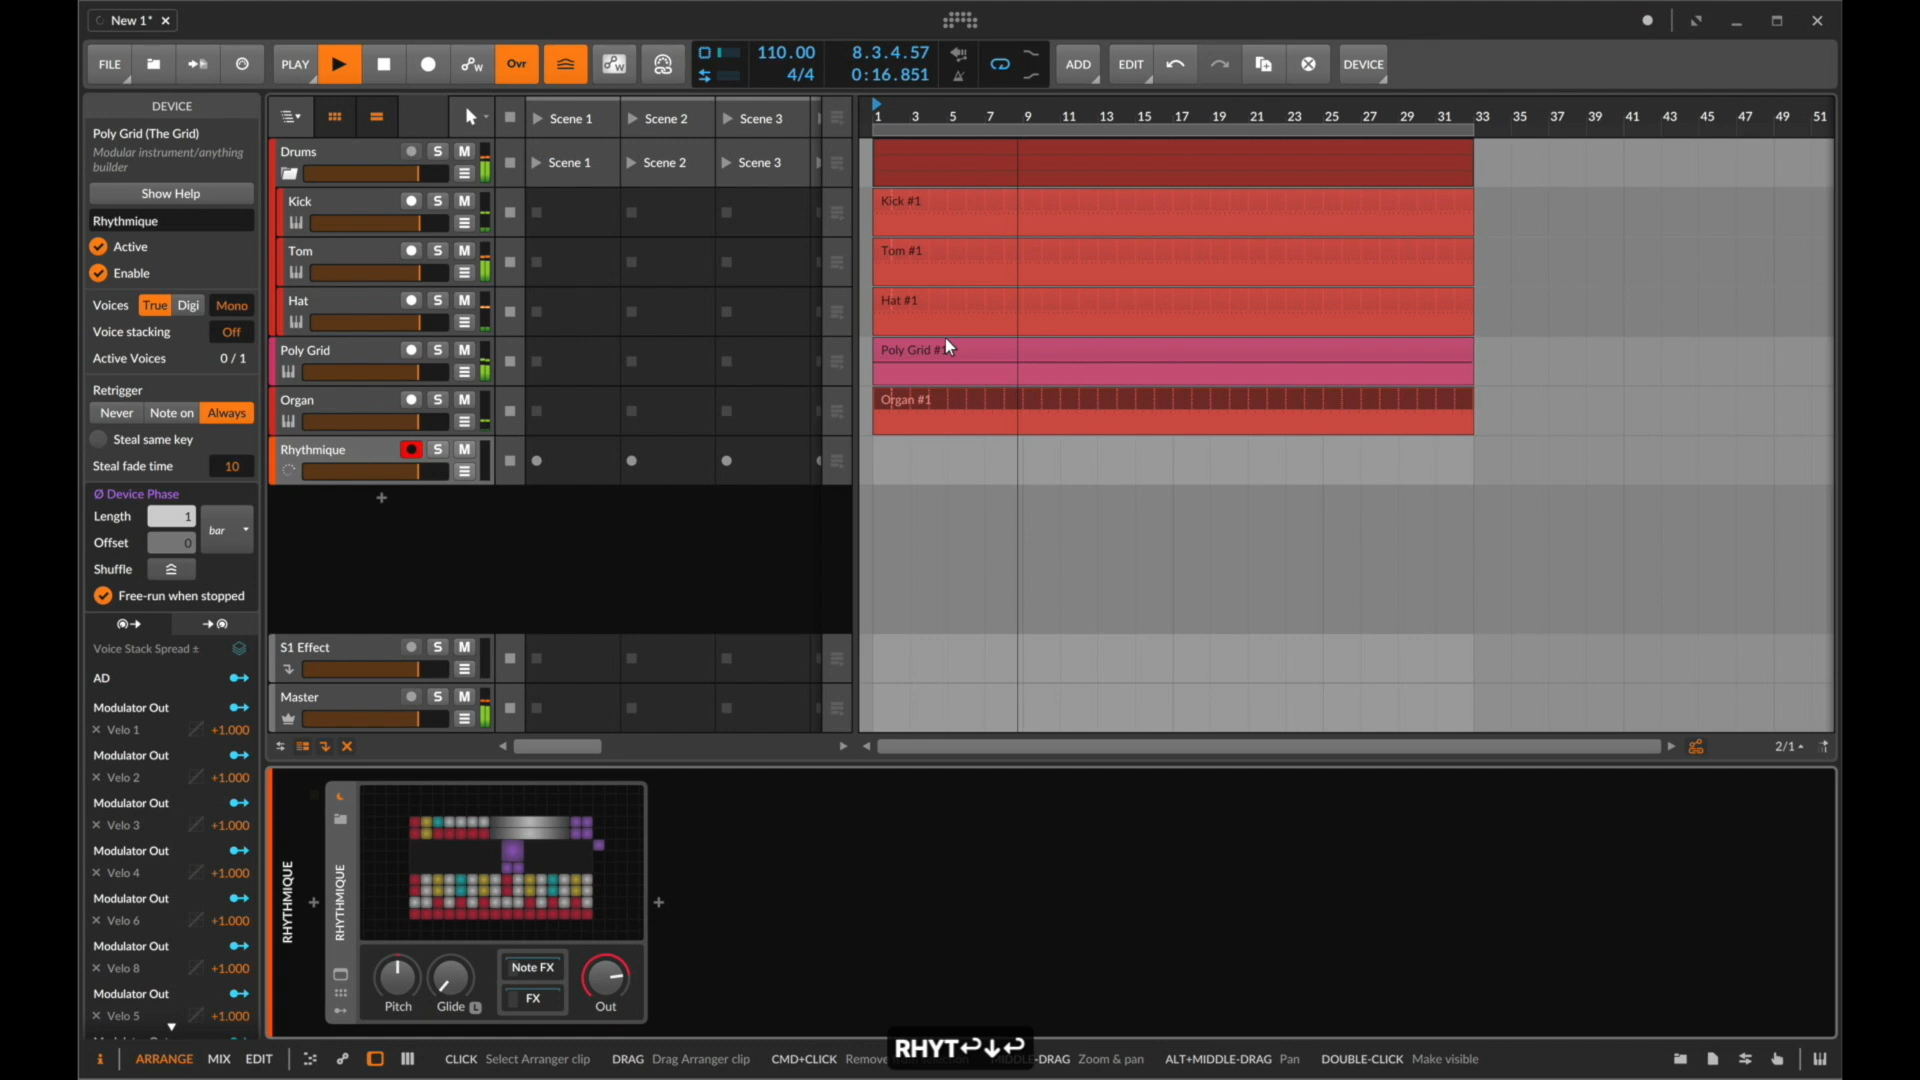 New 1*
FILE
PLAY
Ovr
110.00
4/4
8.3.4.57
0:16.851
ADD
EDIT
DEVICE
DEVICE
Poly Grid (The Grid)
Modular instrument/anything
builder
Show Help
Rhythmique
Active
Enable
Voices True Digi Mono
Voice stacking Off
Active Voices 0 / 1
Retrigger
Never Note on Always
Steal same key
Steal fade time 10
Ø Device Phase
Length 1
bar
Offset 0
Shuffle
Free-run when stopped
Voice Stack Spread ±
AD
Modulator Out
Velo 1 +1.000
Modulator Out
Velo 2 +1.000
Modulator Out
Velo 3 +1.000
Modulator Out
Velo 4 +1.000
Modulator Out
Velo 6 +1.000
Modulator Out
Velo 8 +1.000
Modulator Out
Velo 5 +1.000
Scene 1 Scene 2 Scene 3
Drums S M
Scene 1 Scene 2 Scene 3
Kick S M
Tom S M
Hat S M
Poly Grid S M
Organ S M
Rhythmique S M
S1 Effect S M
Master S M
1 3 5 7 9 11 13 15 17 19 21 23 25 27 29 31 33 35 37 39 41 43 45 47 49 51
Kick #1
Tom #1
Hat #1
Poly Grid #1
Organ #1
2/1
RHYTHMIQUE
RHYTHMIQUE
Pitch
Glide L
Note FX
FX
Out
RHYT↩↓↩
i ARRANGE MIX EDIT
CLICK Select Arranger clip DRAG Drag Arranger clip CMD+CLICK Remove MIDDLE-DRAG Zoom & pan ALT+MIDDLE-DRAG Pan DOUBLE-CLICK Make visible